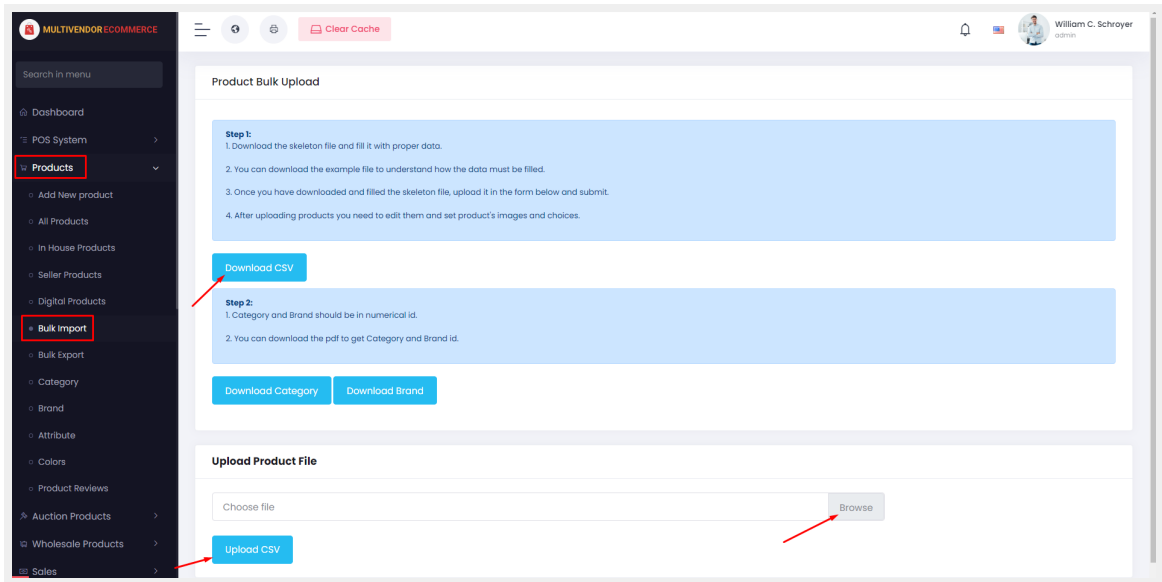 MULTIVENDOR ECOMMERCE
Clear Cache
William C. Schroyer
admin
Search in menu
Dashboard
POS System
Products
Add New product
All Products
In House Products
Seller Products
Digital Products
Bulk Import
Bulk Export
Category
Brand
Attribute
Colors
Product Reviews
Auction Products
Wholesale Products
Sales
Product Bulk Upload
Step 1:
1. Download the skeleton file and fill it with proper data.
2. You can download the example file to understand how the data must be filled.
3. Once you have downloaded and filled the skeleton file, upload it in the form below and submit.
4. After uploading products you need to edit them and set product's images and choices.
Download CSV
Step 2:
1. Category and Brand should be in numerical id.
2. You can download the pdf to get Category and Brand id.
Download Category Download Brand
Upload Product File
Choose file Browse
Upload CSV